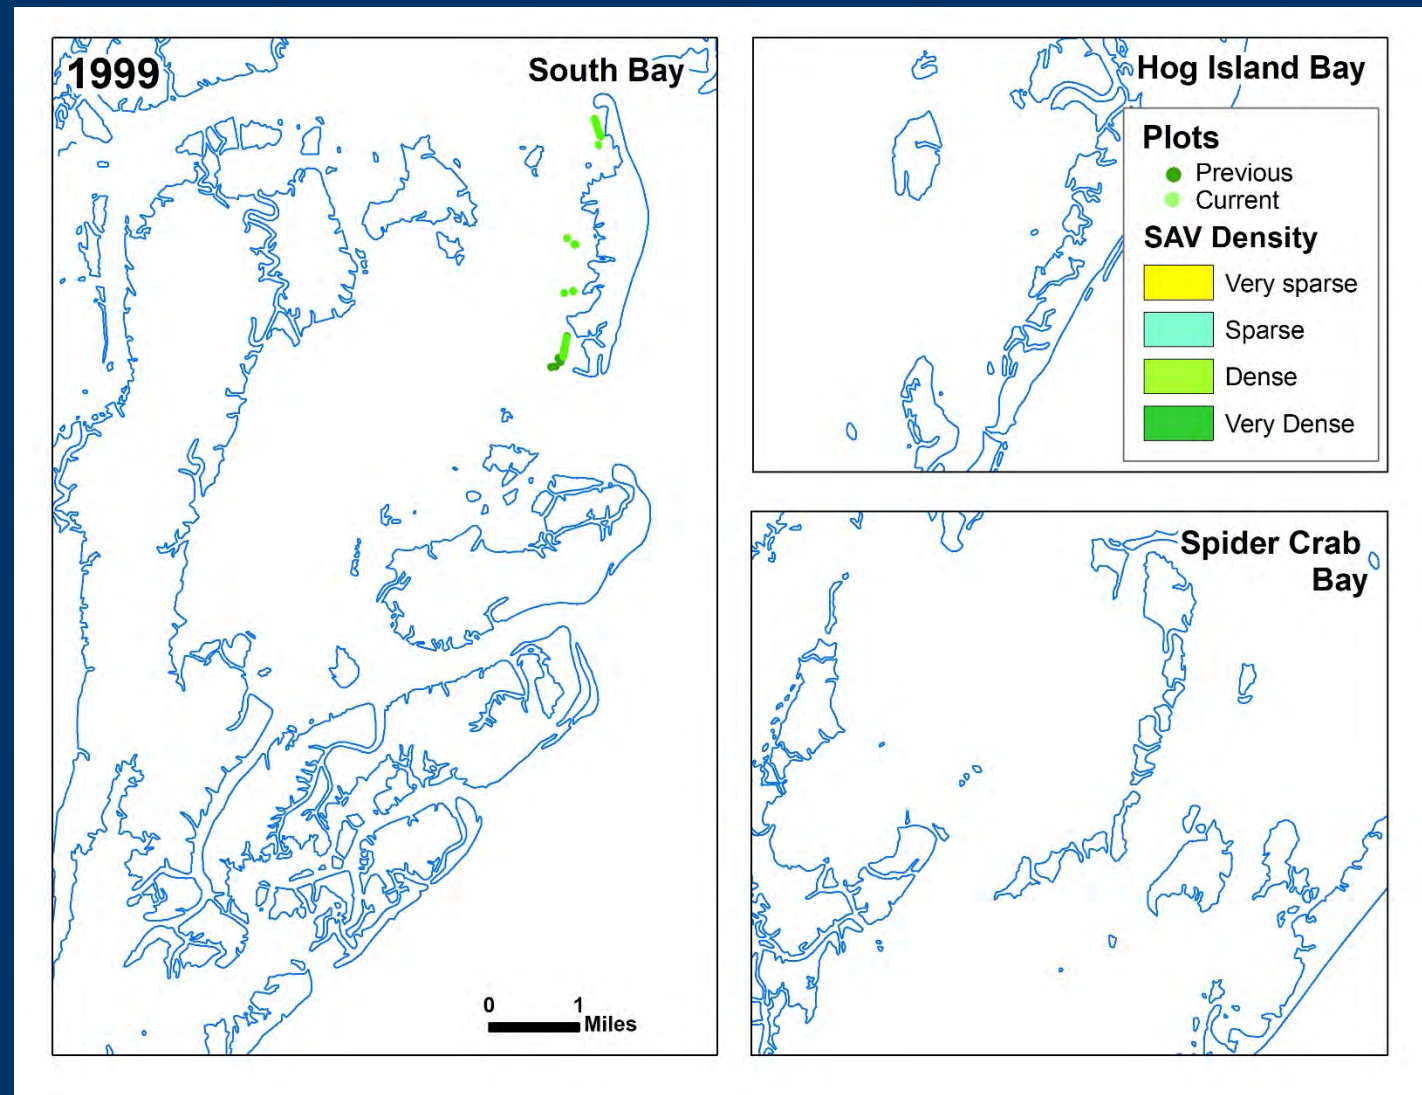 1999
South Bay
0 1
Miles
Hog Island Bay
Plots
Previous
Current
SAV Density
Very sparse
Sparse
Dense
Very Dense
Spider Crab
Bay